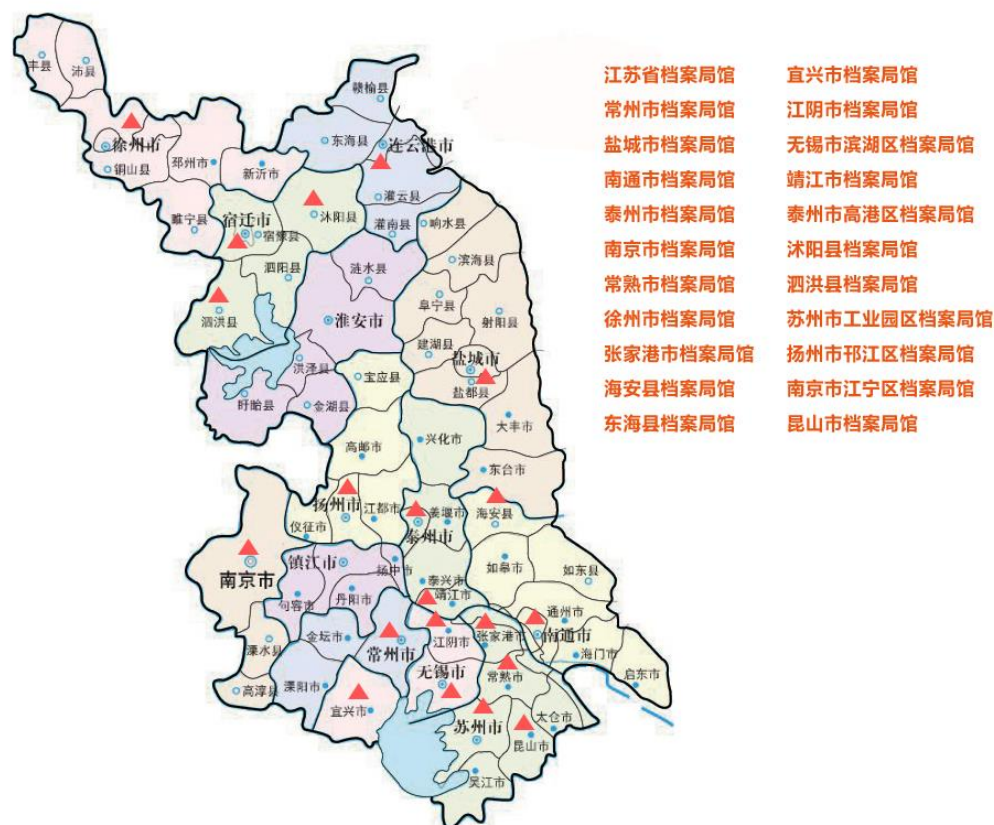 丰县
沛县
赣榆县
徐州市
铜山县
邳州市
新沂市
东海县
连云港市
睢宁县
宿迁市
宿豫县
沭阳县
灌云县
灌南县
响水县
泗阳县
涟水县
滨海县
泗洪县
淮安市
阜宁县
射阳县
洪泽县
建湖县
盐城市
盱眙县
金湖县
宝应县
盐都县
大丰市
高邮市
兴化市
东台市
扬州市
仪征市
江都市
泰州市
姜堰市
海安县
南京市
镇江市
扬中市
泰兴市
如皋市
如东县
句容市
丹阳市
靖江市
通州市
溧水县
金坛市
常州市
江阴市
张家港市
南通市
海门市
启东市
高淳县
溧阳市
宜兴市
无锡市
常熟市
苏州市
太仓市
昆山市
吴江市
江苏省档案局馆 宜兴市档案局馆
常州市档案局馆 江阴市档案局馆
盐城市档案局馆 无锡市滨湖区档案局馆
南通市档案局馆 靖江市档案局馆
泰州市档案局馆 泰州市高港区档案局馆
南京市档案局馆 沭阳县档案局馆
常熟市档案局馆 泗洪县档案局馆
徐州市档案局馆 苏州市工业园区档案局馆
张家港市档案局馆 扬州市邗江区档案局馆
海安县档案局馆 南京市江宁区档案局馆
东海县档案局馆 昆山市档案局馆